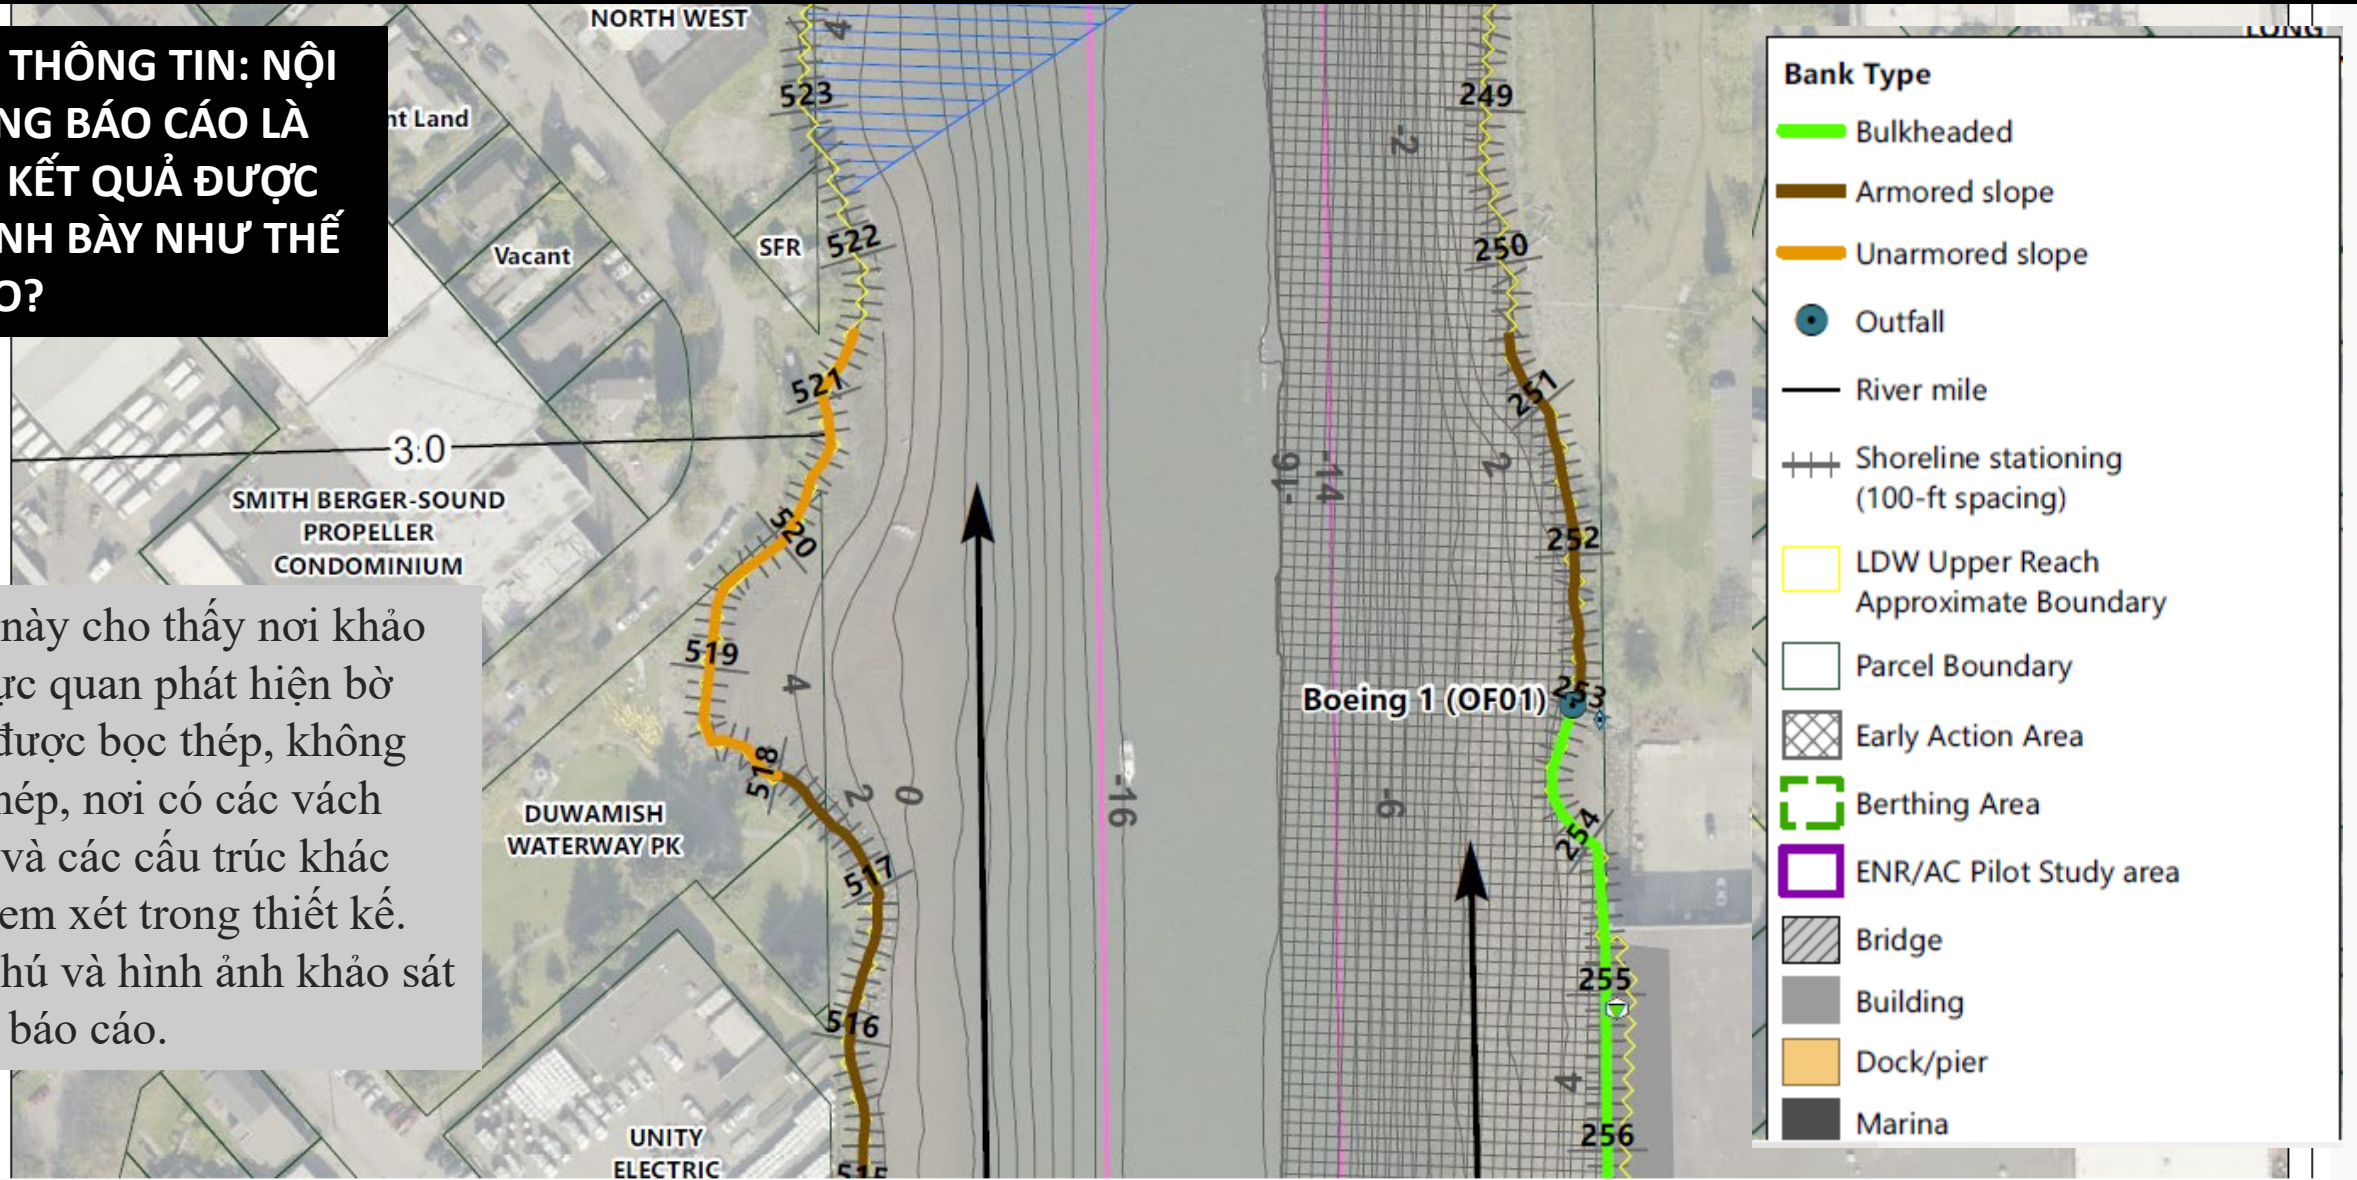 THÔNG TIN: NỘI
NG BÁO CÁO LÀ
KẾT QUẢ ĐƯỢC
NH BÀY NHƯ THẾ
O?
này cho thấy nơi khảo
ực quan phát hiện bờ
được bọc thép, không
hép, nơi có các vách
và các cấu trúc khác
em xét trong thiết kế.
hú và hình ảnh khảo sát
báo cáo.
NORTH WEST
nt Land
Vacant
SFR
3.0
SMITH BERGER-SOUND
PROPELLER
CONDOMINIUM
DUWAMISH
WATERWAY PK
UNITY
ELECTRIC
523
522
521
520
519
518
517
516
515
4
4
2
0
-16
-16
-14
-2
2
-6
4
249
250
251
252
Boeing 1 (OF01)
253
254
255
256
LONG
Bank Type
Bulkheaded
Armored slope
Unarmored slope
Outfall
River mile
Shoreline stationing
(100-ft spacing)
LDW Upper Reach
Approximate Boundary
Parcel Boundary
Early Action Area
Berthing Area
ENR/AC Pilot Study area
Bridge
Building
Dock/pier
Marina